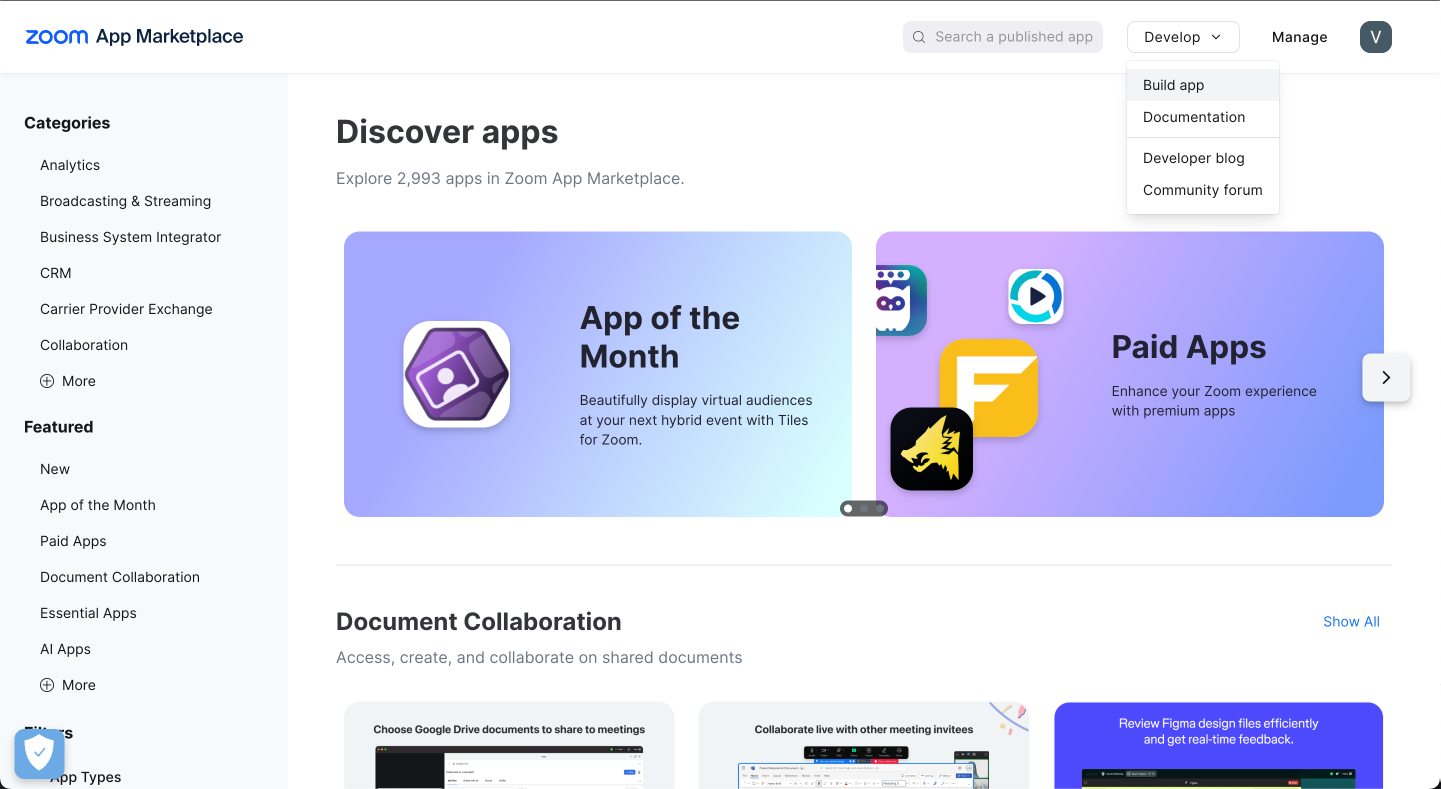 zoom App Marketplace
Search a published app
Develop
Manage
V
Build app
Documentation
Developer blog
Community forum
Categories
Analytics
Broadcasting & Streaming
Business System Integrator
CRM
Carrier Provider Exchange
Collaboration
More
Featured
New
App of the Month
Paid Apps
Document Collaboration
Essential Apps
AI Apps
More
App Types
Discover apps
Explore 2,993 apps in Zoom App Marketplace.
App of the
Month
Beautifully display virtual audiences
at your next hybrid event with Tiles
for Zoom.
Paid Apps
Enhance your Zoom experience
with premium apps
Document Collaboration
Show All
Access, create, and collaborate on shared documents
Choose Google Drive documents to share to meetings
Collaborate live with other meeting invitees
Review Figma design files efficiently
and get real-time feedback.